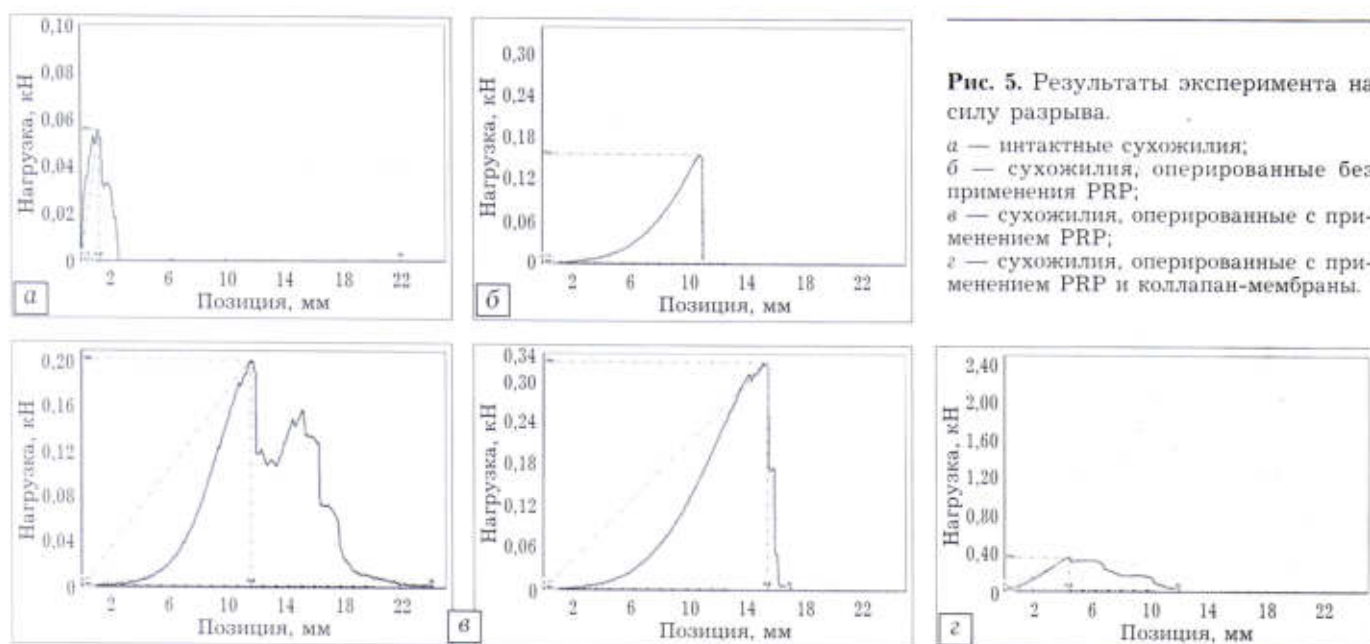 0,10
0,08
0,06
0,04
0,02
0
Нагрузка, кН
2 6 10 14 18 22
Позиция, мм
а
0,30
0,24
0,18
0,12
0,06
0
Нагрузка, кН
2 6 10 14 18 22
Позиция, мм
б
Рис. 5. Результаты эксперимента на
силу разрыва.
а — интактные сухожилия;
б — сухожилия, оперированные без
применения PRP;
в — сухожилия, оперированные с при-
менением PRP;
г — сухожилия, оперированные с при-
менением PRP и коллапан-мембраны.
0,20
0,16
0,12
0,08
0,04
0
Нагрузка, кН
2 6 10 14 18 22
Позиция, мм
в
0,34
0,30
0,24
0,18
0,12
0,06
0
Нагрузка, кН
2 6 10 14 18 22
Позиция, мм
2,40
2,00
1,60
1,20
0,80
0,40
0
Нагрузка, кН
2 6 10 14 18 22
Позиция, мм
г